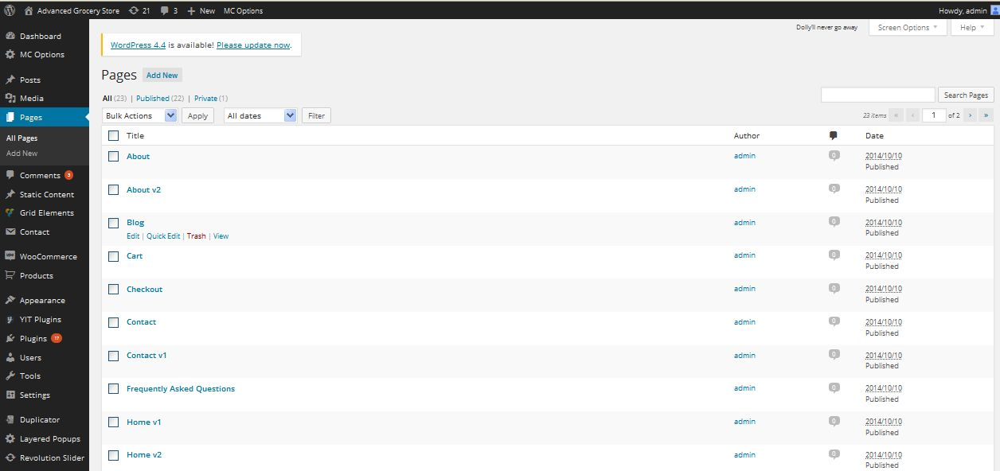 Advanced Grocery Store 21 3 New MC Options Howdy, admin
Dashboard
MC Options
Posts
Media
Pages
All Pages
Add New
Comments 3
Static Content
Grid Elements
Contact
WooCommerce
Products
Appearance
YIT Plugins
Plugins 17
Users
Tools
Settings
Duplicator
Layered Popups
Revolution Slider
Dolly'll never go away Screen Options Help
WordPress 4.4 is available! Please update now.
Pages Add New
All (23) | Published (22) | Private (1)
Search Pages
Bulk Actions Apply All dates Filter 23 items « ‹ 1 of 2 › »
Title Author Date
About admin 0 2014/10/10
Published
About v2 admin 0 2014/10/10
Published
Blog admin 0 2014/10/10
Edit | Quick Edit | Trash | View Published
Cart admin 0 2014/10/10
Published
Checkout admin 0 2014/10/10
Published
Contact admin 0 2014/10/10
Published
Contact v1 admin 0 2014/10/10
Published
Frequently Asked Questions admin 0 2014/10/10
Published
Home v1 admin 0 2014/10/10
Published
Home v2 admin 0 2014/10/10
Published